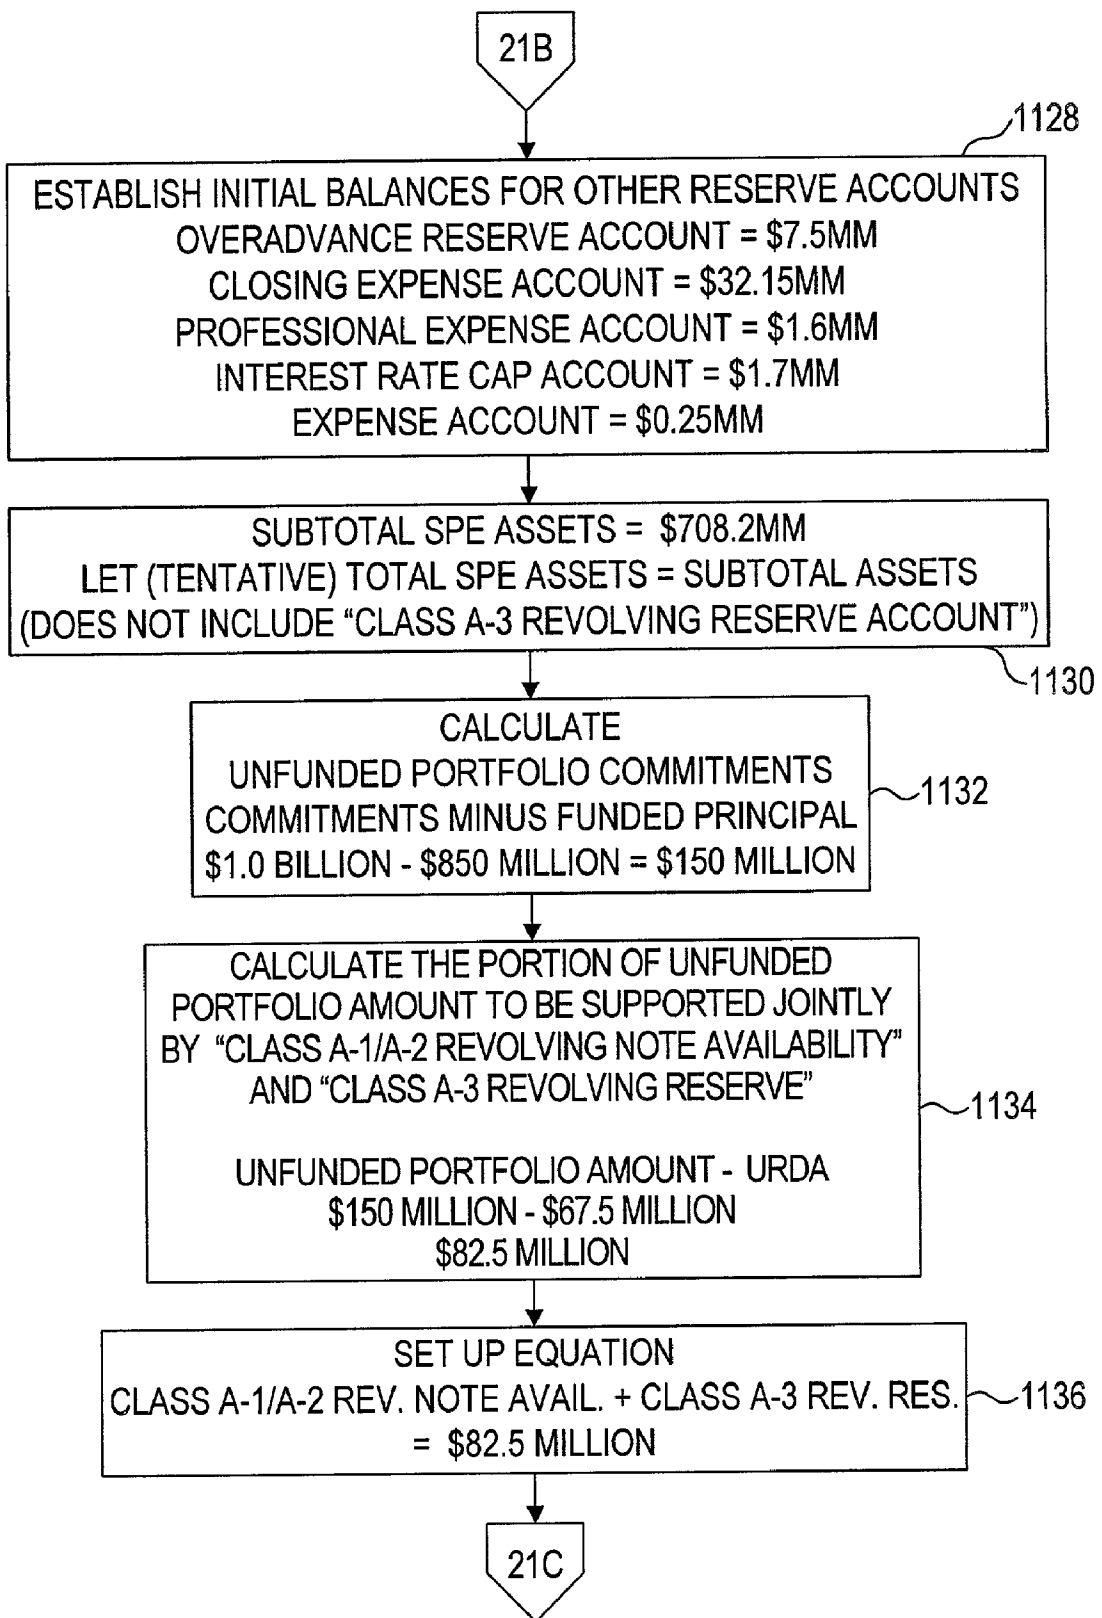 21B
1128
ESTABLISH INITIAL BALANCES FOR OTHER RESERVE ACCOUNTS
OVERADVANCE RESERVE ACCOUNT = $7.5MM
CLOSING EXPENSE ACCOUNT = $32.15MM
PROFESSIONAL EXPENSE ACCOUNT = $1.6MM
INTEREST RATE CAP ACCOUNT = $1.7MM
EXPENSE ACCOUNT = $0.25MM
SUBTOTAL SPE ASSETS = $708.2MM
LET (TENTATIVE) TOTAL SPE ASSETS = SUBTOTAL ASSETS
(DOES NOT INCLUDE “CLASS A-3 REVOLVING RESERVE ACCOUNT”)
1130
CALCULATE
UNFUNDED PORTFOLIO COMMITMENTS
COMMITMENTS MINUS FUNDED PRINCIPAL
$1.0 BILLION - $850 MILLION = $150 MILLION
1132
CALCULATE THE PORTION OF UNFUNDED
PORTFOLIO AMOUNT TO BE SUPPORTED JOINTLY
BY “CLASS A-1/A-2 REVOLVING NOTE AVAILABILITY”
AND “CLASS A-3 REVOLVING RESERVE”
UNFUNDED PORTFOLIO AMOUNT - URDA
$150 MILLION - $67.5 MILLION
$82.5 MILLION
1134
SET UP EQUATION
CLASS A-1/A-2 REV. NOTE AVAIL. + CLASS A-3 REV. RES.
= $82.5 MILLION
1136
21C